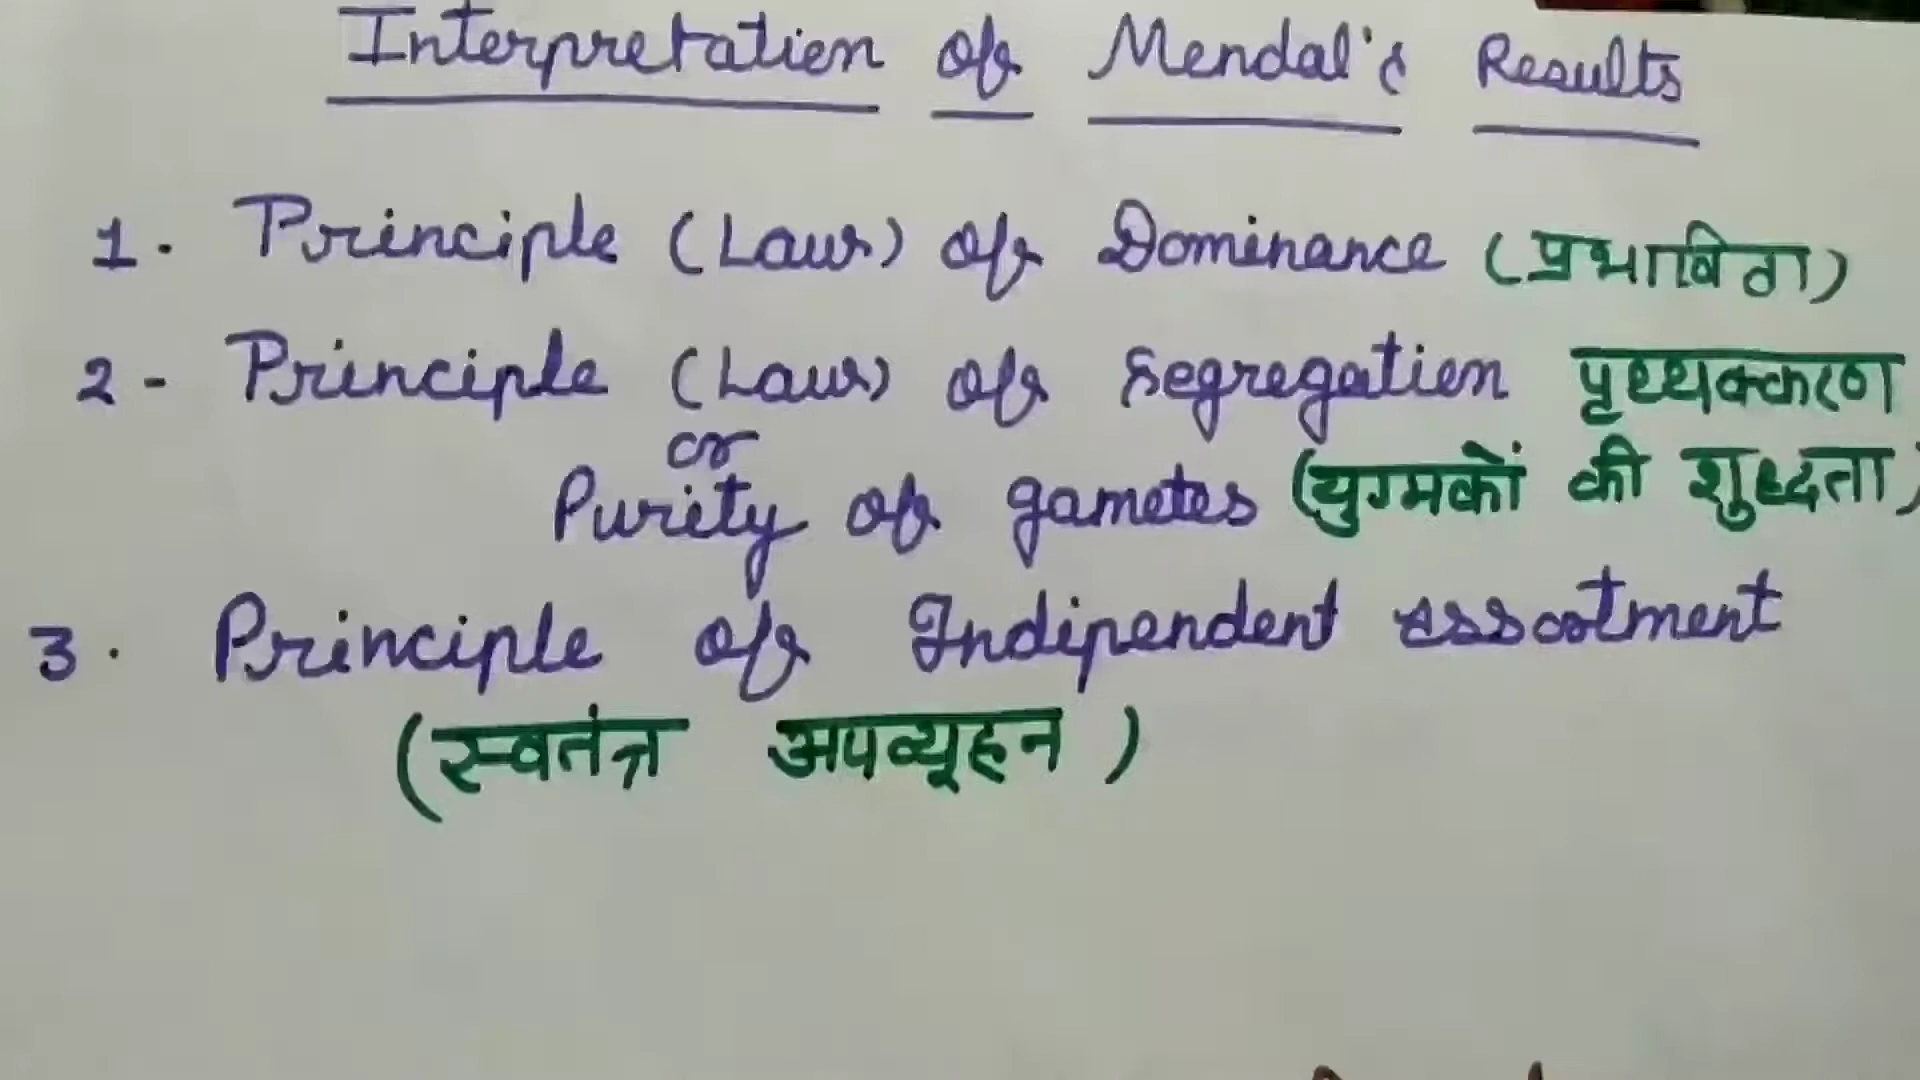 Interpretation of Mendal's Results
1. Principle (Law) of Dominance (प्रभाविता)
2- Principle (Law) of Segregation पृथ्थक्करण
or
Purity of gametes (युग्मकों की शुद्धता)
3. Principle of Indipendent assortment
(स्वतंत्र अपव्यूहन)